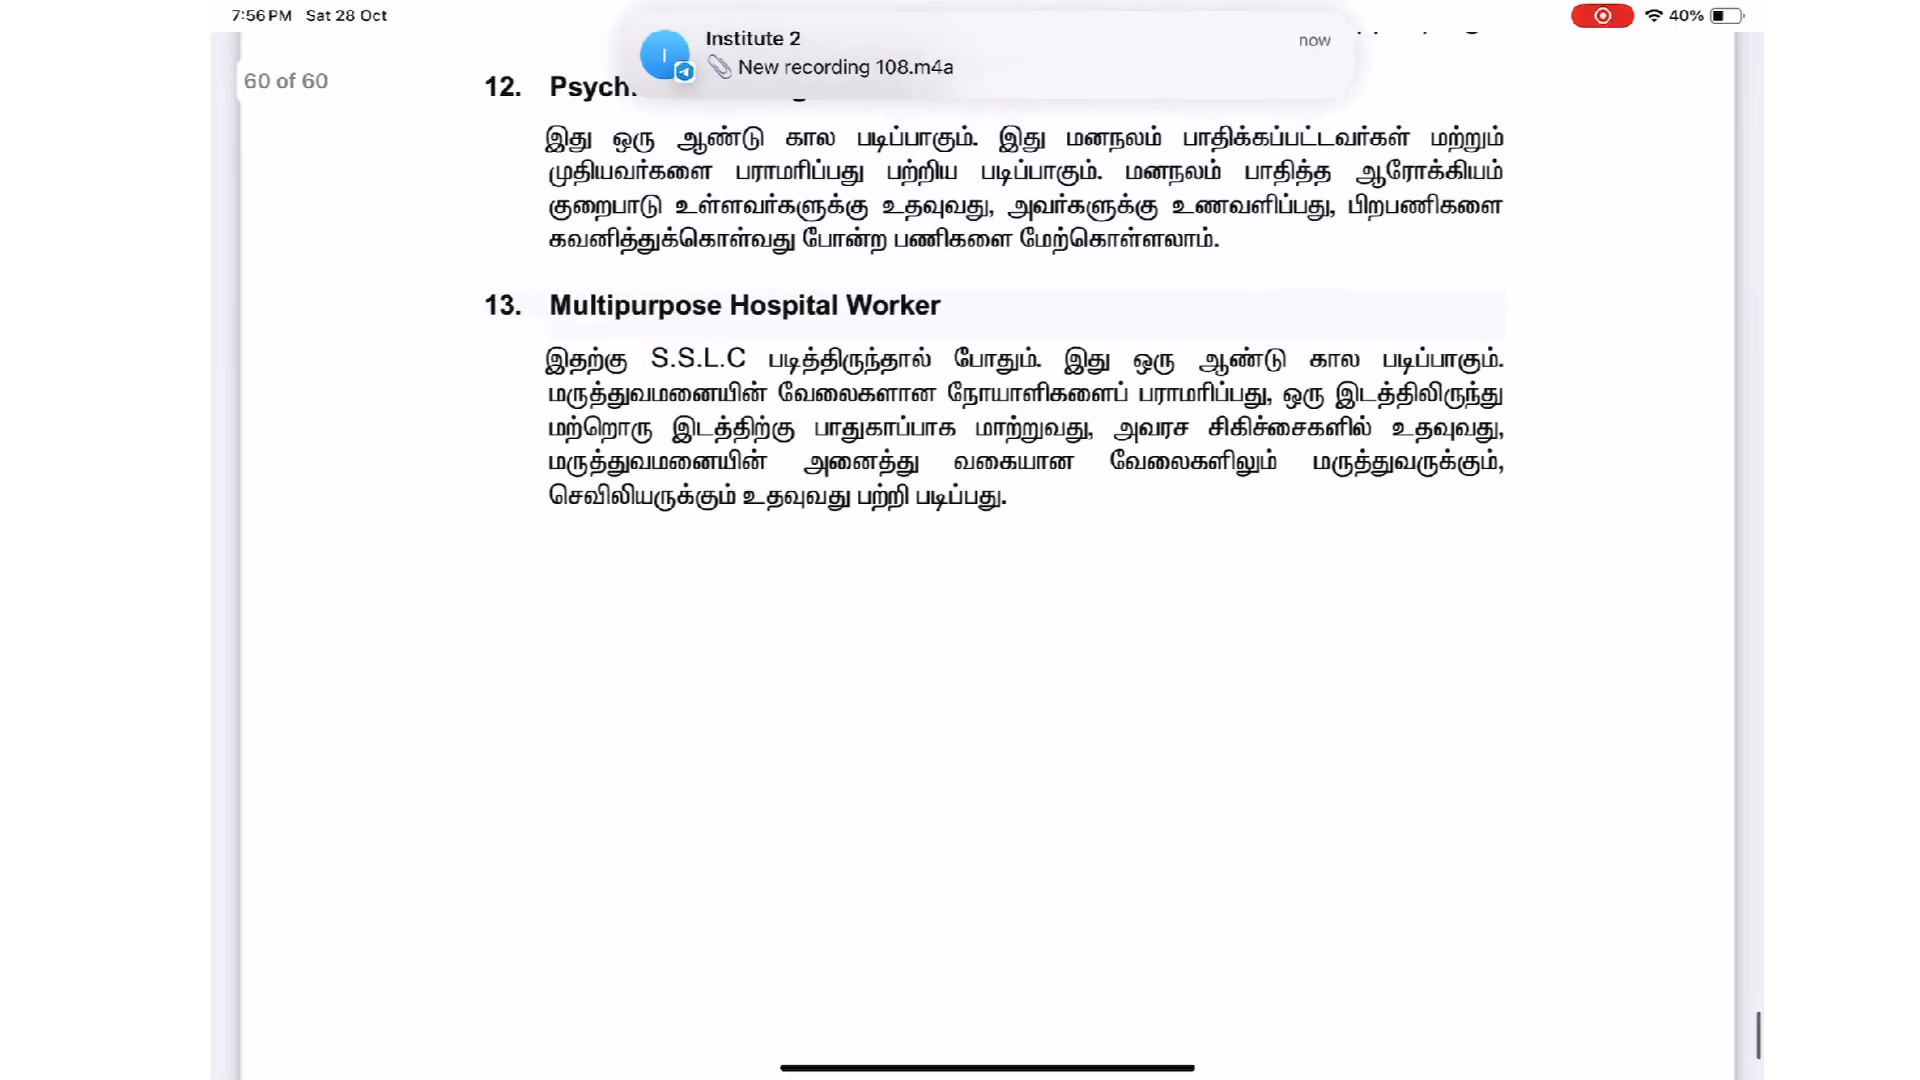 7:56 PM Sat 28 Oct
40%
Institute 2
now
New recording 108.m4a
60 of 60
12.
இது ஒரு ஆண்டு கால படிப்பாகும். இது மனநலம் பாதிக்கப்பட்டவர்கள் மற்றும்
முதியவர்களை பராமரிப்பது பற்றிய படிப்பாகும். மனநலம் பாதித்த ஆரோக்கியம்
குறைபாடு உள்ளவர்களுக்கு உதவுவது, அவர்களுக்கு உணவளிப்பது, பிறபணிகளை
கவனித்துக்கொள்வது போன்ற பணிகளை மேற்கொள்ளலாம்.
13. Multipurpose Hospital Worker
இதற்கு S.S.L.C படித்திருந்தால் போதும். இது ஒரு ஆண்டு கால படிப்பாகும்.
மருத்துவமனையின் வேலைகளான நோயாளிகளைப் பராமரிப்பது, ஒரு இடத்திலிருந்து
மற்றொரு இடத்திற்கு பாதுகாப்பாக மாற்றுவது, அவரச சிகிச்சைகளில் உதவுவது,
மருத்துவமனையின் அனைத்து வகையான வேலைகளிலும் மருத்துவருக்கும்,
செவிலியருக்கும் உதவுவது பற்றி படிப்பது.